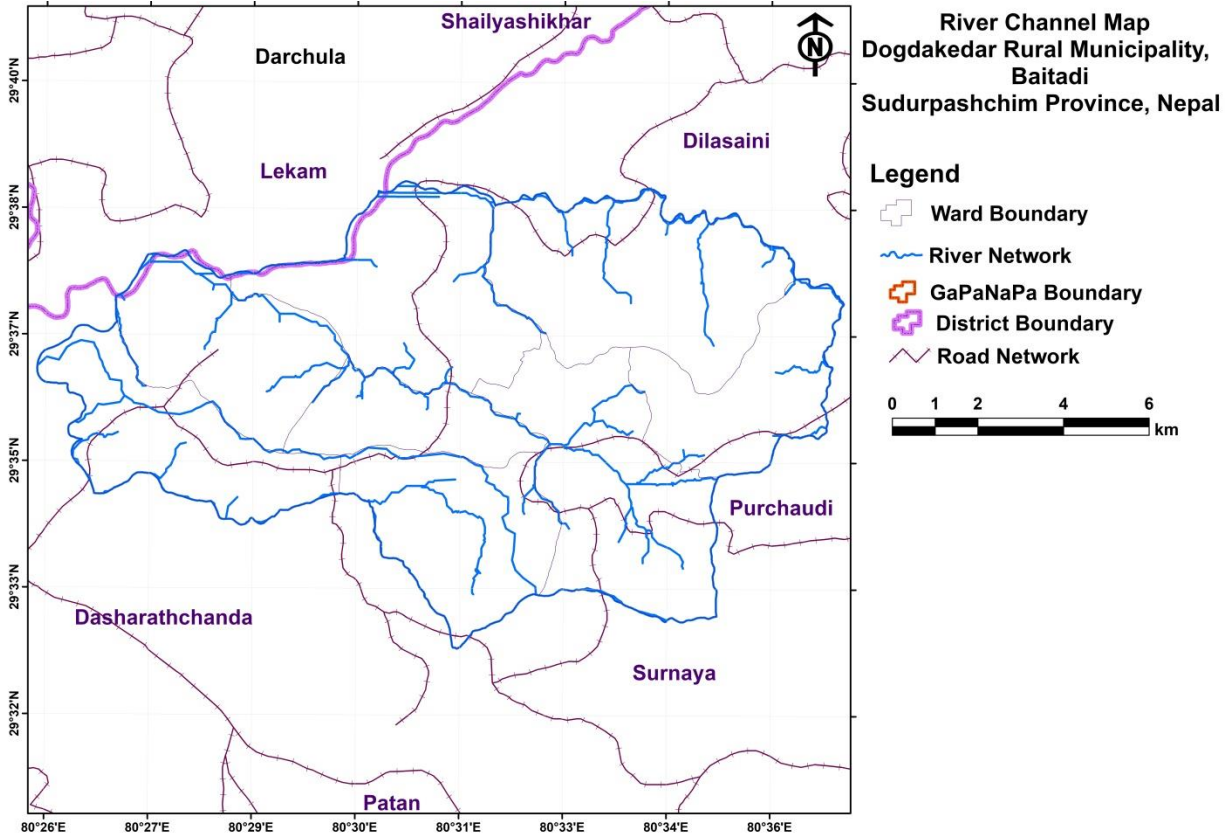 River Channel Map
Dogdakedar Rural Municipality,
Baitadi
Sudurpashchim Province, Nepal
Legend
Ward Boundary
River Network
GaPaNaPa Boundary
District Boundary
Road Network
0 1 2 4 6
km
N
Shailyashikhar
Darchula
Dilasaini
Lekam
Purchaudi
Dasharathchanda
Surnaya
Patan
29°40'N
29°38'N
29°37'N
29°35'N
29°33'N
29°32'N
80°26'E 80°27'E 80°29'E 80°30'E 80°31'E 80°33'E 80°34'E 80°36'E